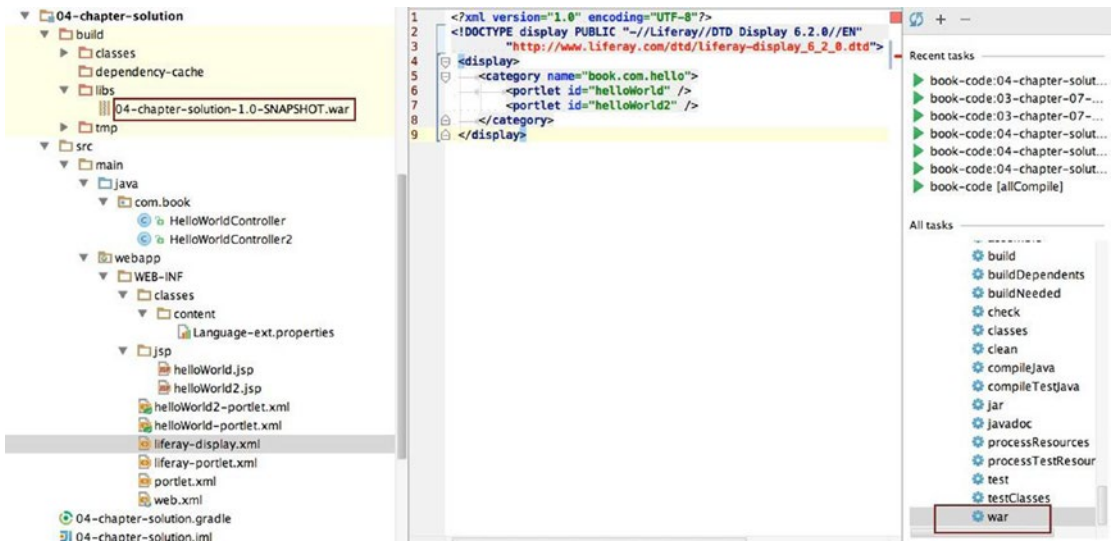 04-chapter-solution
build
classes
dependency-cache
libs
04-chapter-solution-1.0-SNAPSHOT.war
tmp
src
main
java
com.book
HelloWorldController
HelloWorldController2
webapp
WEB-INF
classes
content
Language-ext.properties
jsp
helloWorld.jsp
helloWorld2.jsp
helloWorld2-portlet.xml
helloWorld-portlet.xml
liferay-display.xml
liferay-portlet.xml
portlet.xml
web.xml
04-chapter-solution.gradle
04-chapter-solution.iml
1 <?xml version="1.0" encoding="UTF-8"?>
2 <!DOCTYPE display PUBLIC "-//Liferay//DTD Display 6.2.0//EN"
3 "http://www.liferay.com/dtd/liferay-display_6_2_0.dtd">
4 <display>
5 <category name="book.com.hello">
6 <portlet id="helloWorld" />
7 <portlet id="helloWorld2" />
8 </category>
9 </display>
Recent tasks
book-code:04-chapter-solut...
book-code:03-chapter-07-...
book-code:03-chapter-07-...
book-code:04-chapter-solut...
book-code:04-chapter-solut...
book-code:04-chapter-solut...
book-code [allCompile]
All tasks
build
buildDependents
buildNeeded
check
classes
clean
compileJava
compileTestJava
jar
javadoc
processResources
processTestResour
test
testClasses
war